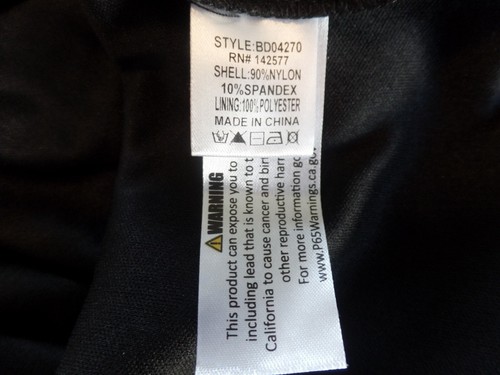 STYLE:BD04270
RN# 142577
SHELL:90%NYLON
10%SPANDEX
LINING:100%POLYESTER
MADE IN CHINA
WARNING
This product can expose you to
including lead that is known to t
California to cause cancer and bir
other reproductive harr
For more information go
www.P65Warnings.ca.gov